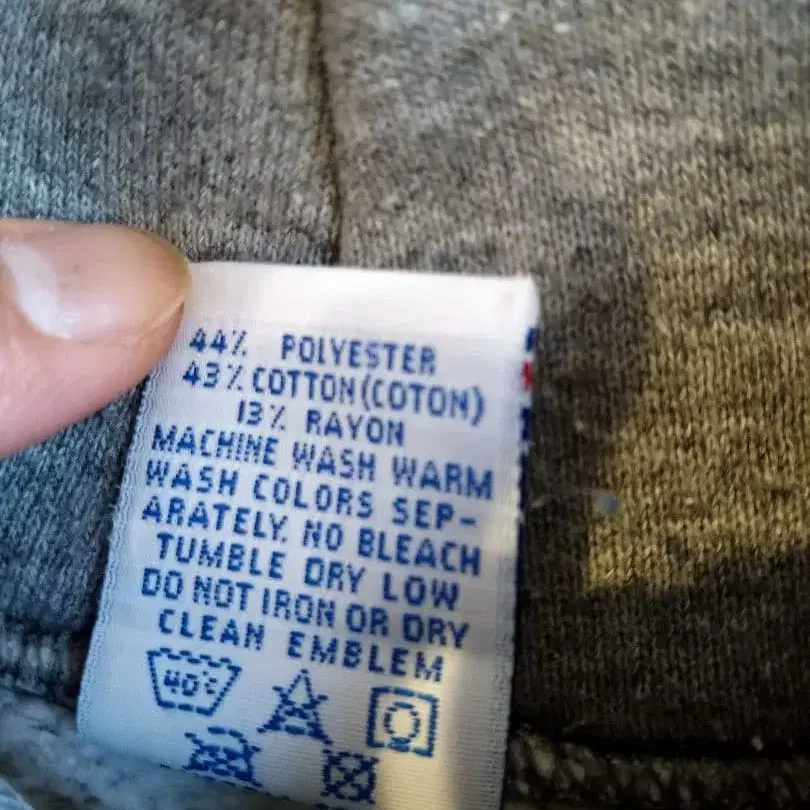 44% POLYESTER
43% COTTON (COTON)
13% RAYON
MACHINE WASH WARM
WASH COLORS SEP-
ARATELY. NO BLEACH
TUMBLE DRY LOW
DO NOT IRON OR DRY
CLEAN EMBLEM
40°C